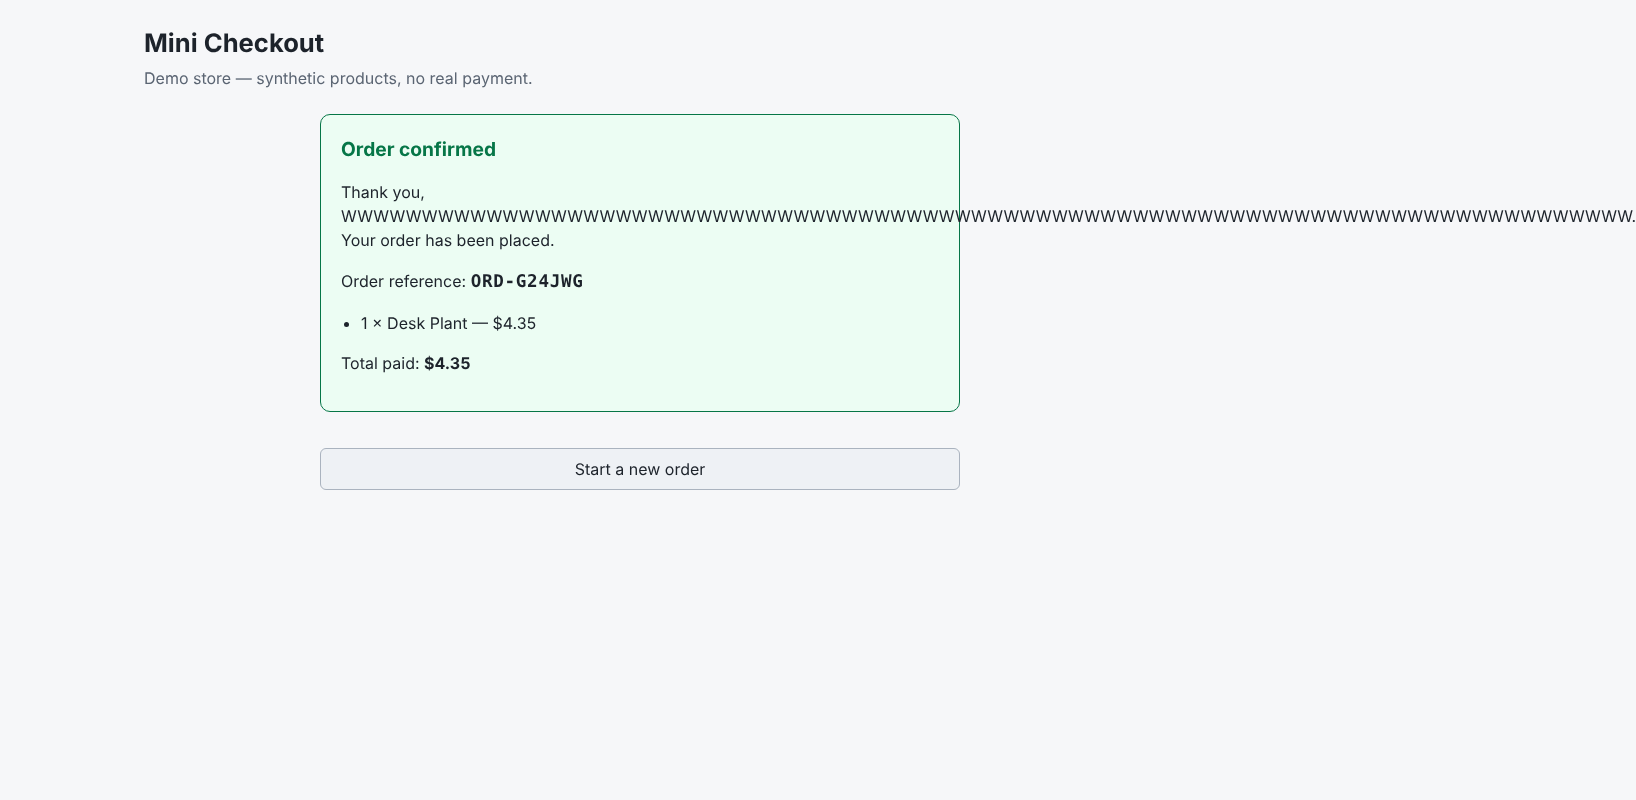 Mini Checkout
Demo store — synthetic products, no real payment.
Order confirmed
Thank you,
WWWWWWWWWWWWWWWWWWWWWWWWWWWWWWWWWWWWWWWWWWWWWWWWWWWWWWWWWWWWWWWWWWWWWWWWWWWWWWWW.
Your order has been placed.
Order reference: ORD-G24JWG
• 1 × Desk Plant — $4.35
Total paid: $4.35
Start a new order